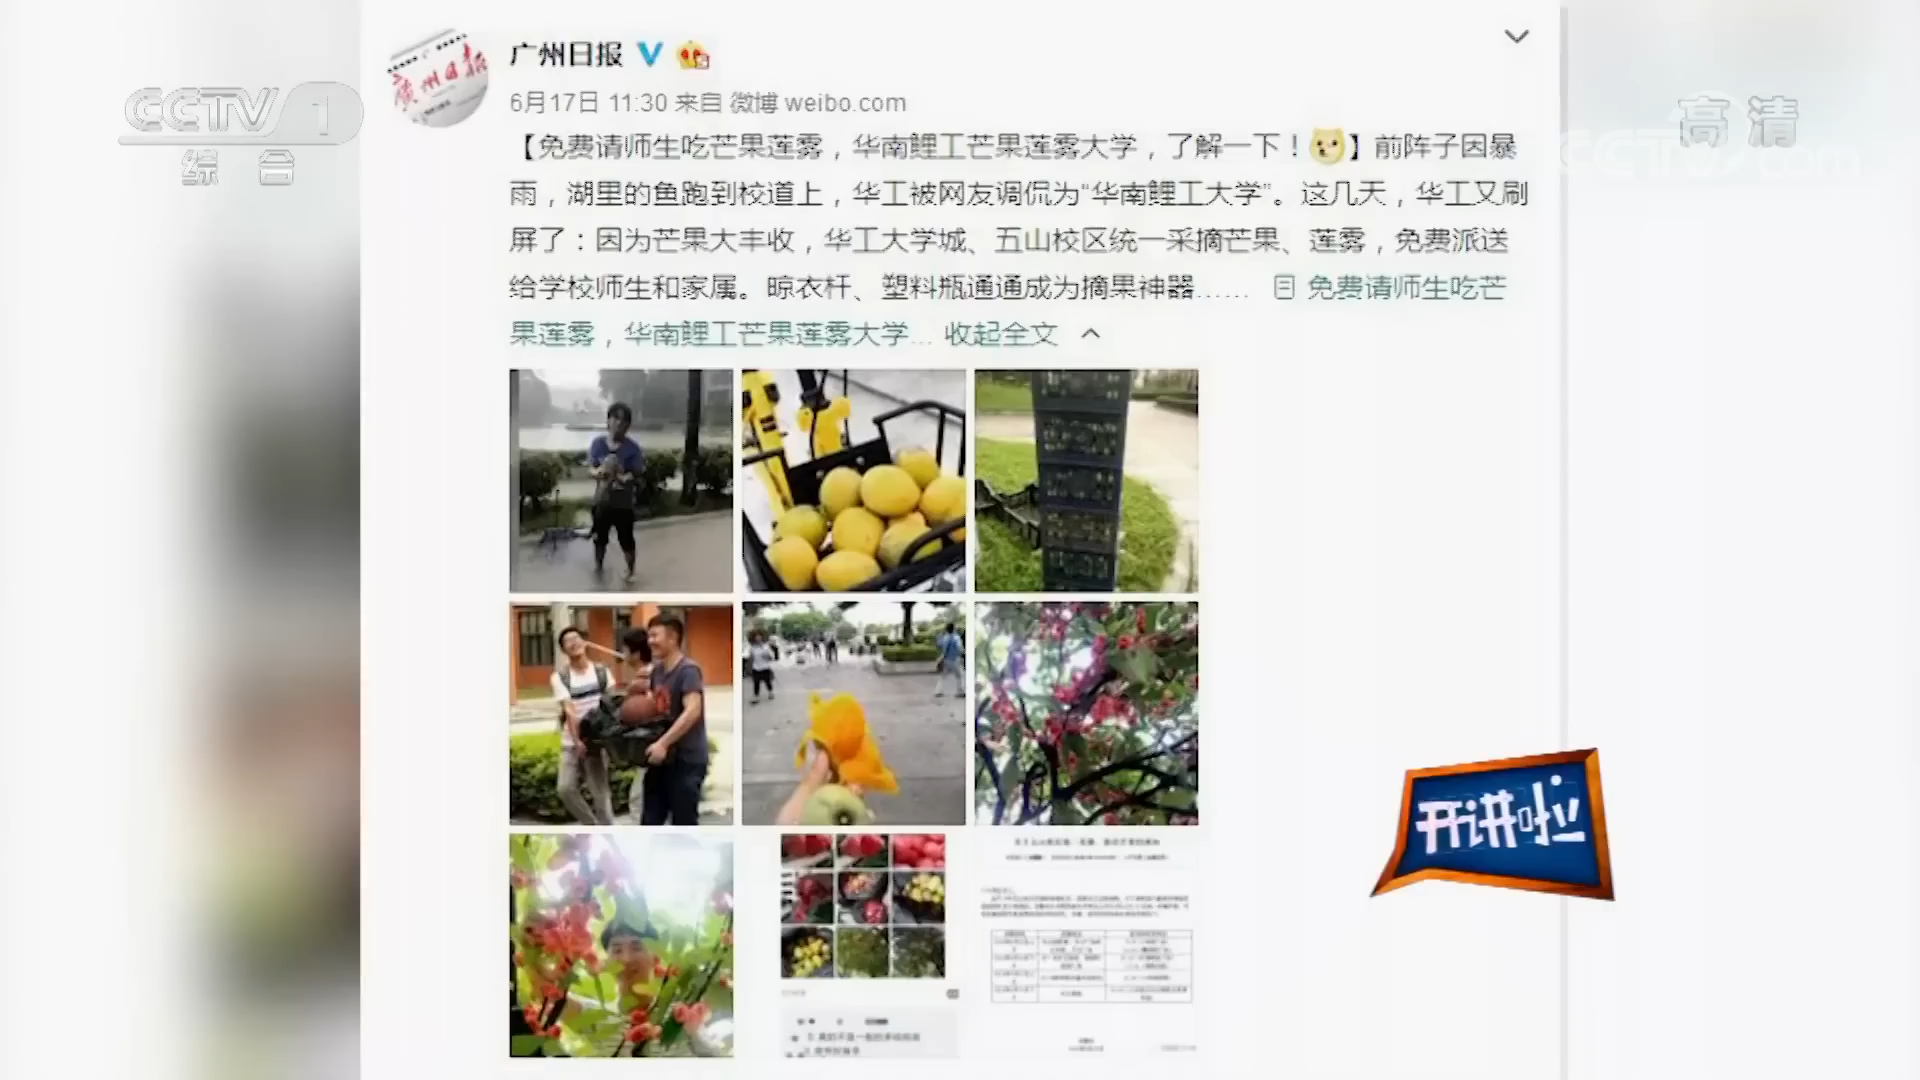 CCTV 1
综合
高清
CCTV.com
广州日报
6月17日 11:30 来自 微博 weibo.com
【免费请师生吃芒果莲雾，华南鲤工芒果莲雾大学，了解一下！】前阵子因暴
雨，湖里的鱼跑到校道上，华工被网友调侃为“华南鲤工大学”。这几天，华工又刷
屏了：因为芒果大丰收，华工大学城、五山校区统一采摘芒果、莲雾，免费派送
给学校师生和家属。晾衣杆、塑料瓶通通成为摘果神器...... 免费请师生吃芒
果莲雾，华南鲤工芒果莲雾大学... 收起全文
开讲啦